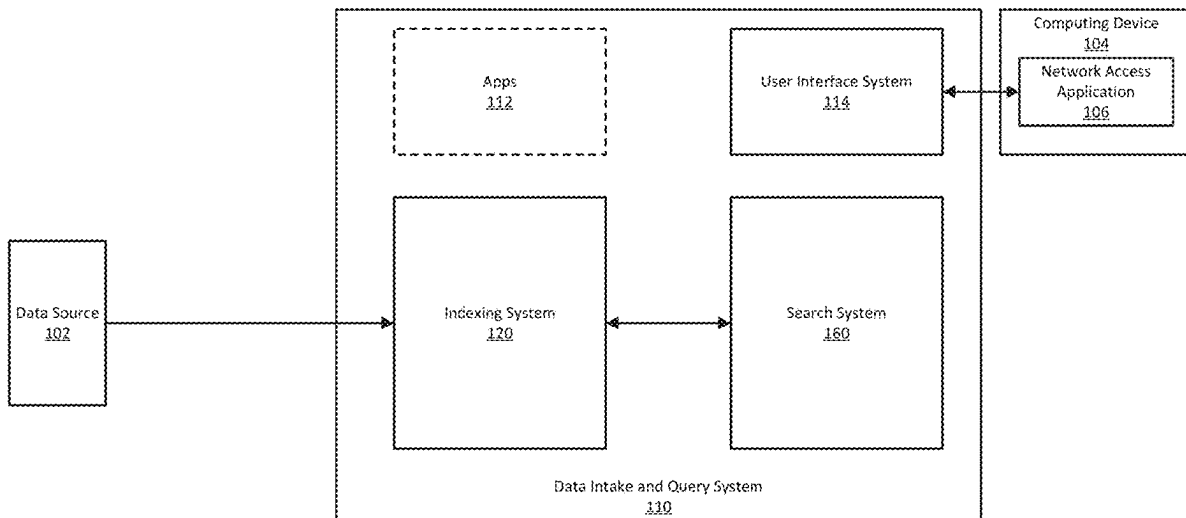 Apps
112
User Interface System
114
Computing Device
104
Network Access
Application
106
Data Source
102
Indexing System
120
Search System
160
Data Intake and Query System
110